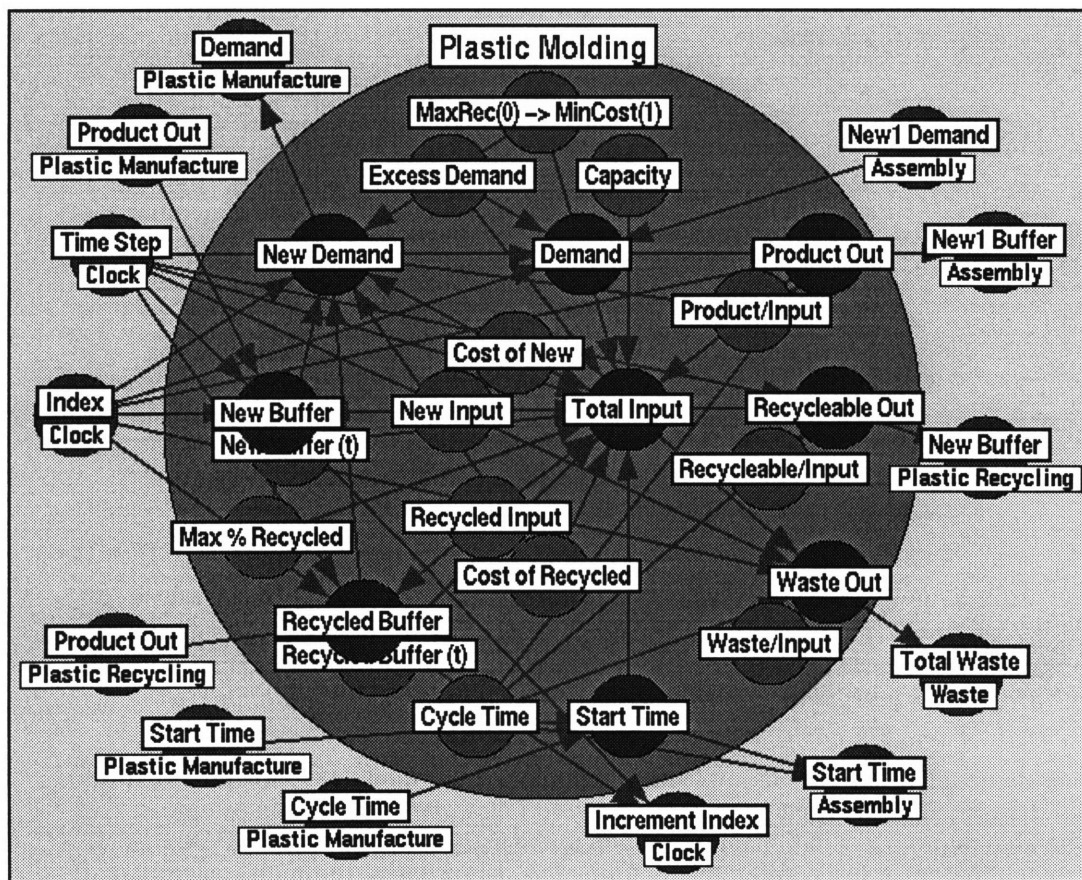 Demand
Plastic Manufacture
Plastic Molding
Product Out
Plastic Manufacture
MaxRec(0) -> MinCost(1)
New1 Demand
Assembly
Excess Demand
Capacity
Time Step
Clock
New Demand
Demand
Product Out
New1 Buffer
Assembly
Product/Input
Cost of New
Index
Clock
New Buffer
New Buffer (t)
New Input
Total Input
Recycleable Out
New Buffer
Plastic Recycling
Recycleable/Input
Max % Recycled
Recycled Input
Cost of Recycled
Waste Out
Recycled Buffer
Recycled Buffer (t)
Product Out
Plastic Recycling
Waste/Input
Total Waste
Waste
Cycle Time
Start Time
Start Time
Plastic Manufacture
Start Time
Assembly
Cycle Time
Plastic Manufacture
Increment Index
Clock